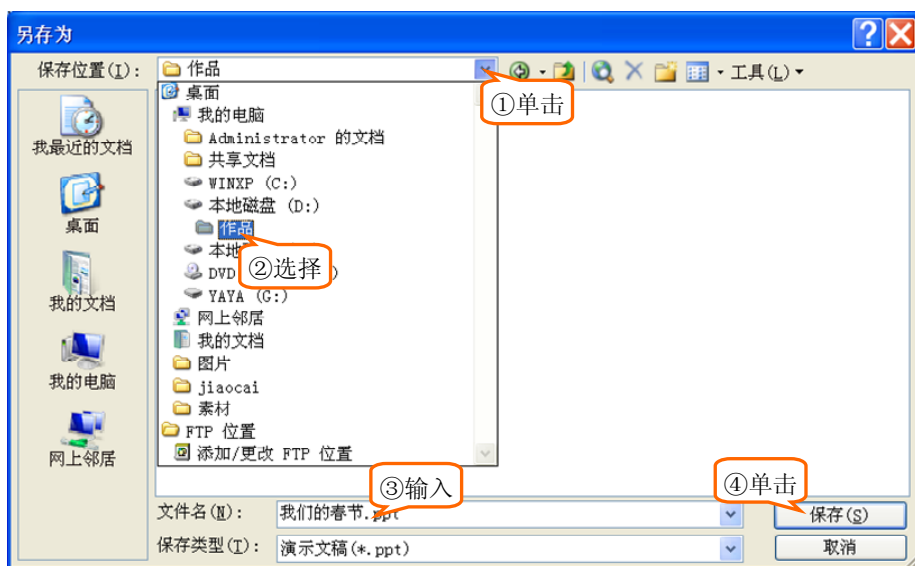 另存为
保存位置(I):
作品
工具(L)
①单击
桌面
我的电脑
Administrator 的文档
共享文档
WINXP (C:)
本地磁盘 (D:)
作品
本地
②选择
DVD
)
YAYA (G:)
网上邻居
我的文档
图片
jiaocai
素材
FTP 位置
添加/更改 FTP 位置
我最近的文档
桌面
我的文档
我的电脑
网上邻居
③输入
④单击
文件名(N):
我们的春节.ppt
保存(S)
保存类型(T):
演示文稿(*.ppt)
取消